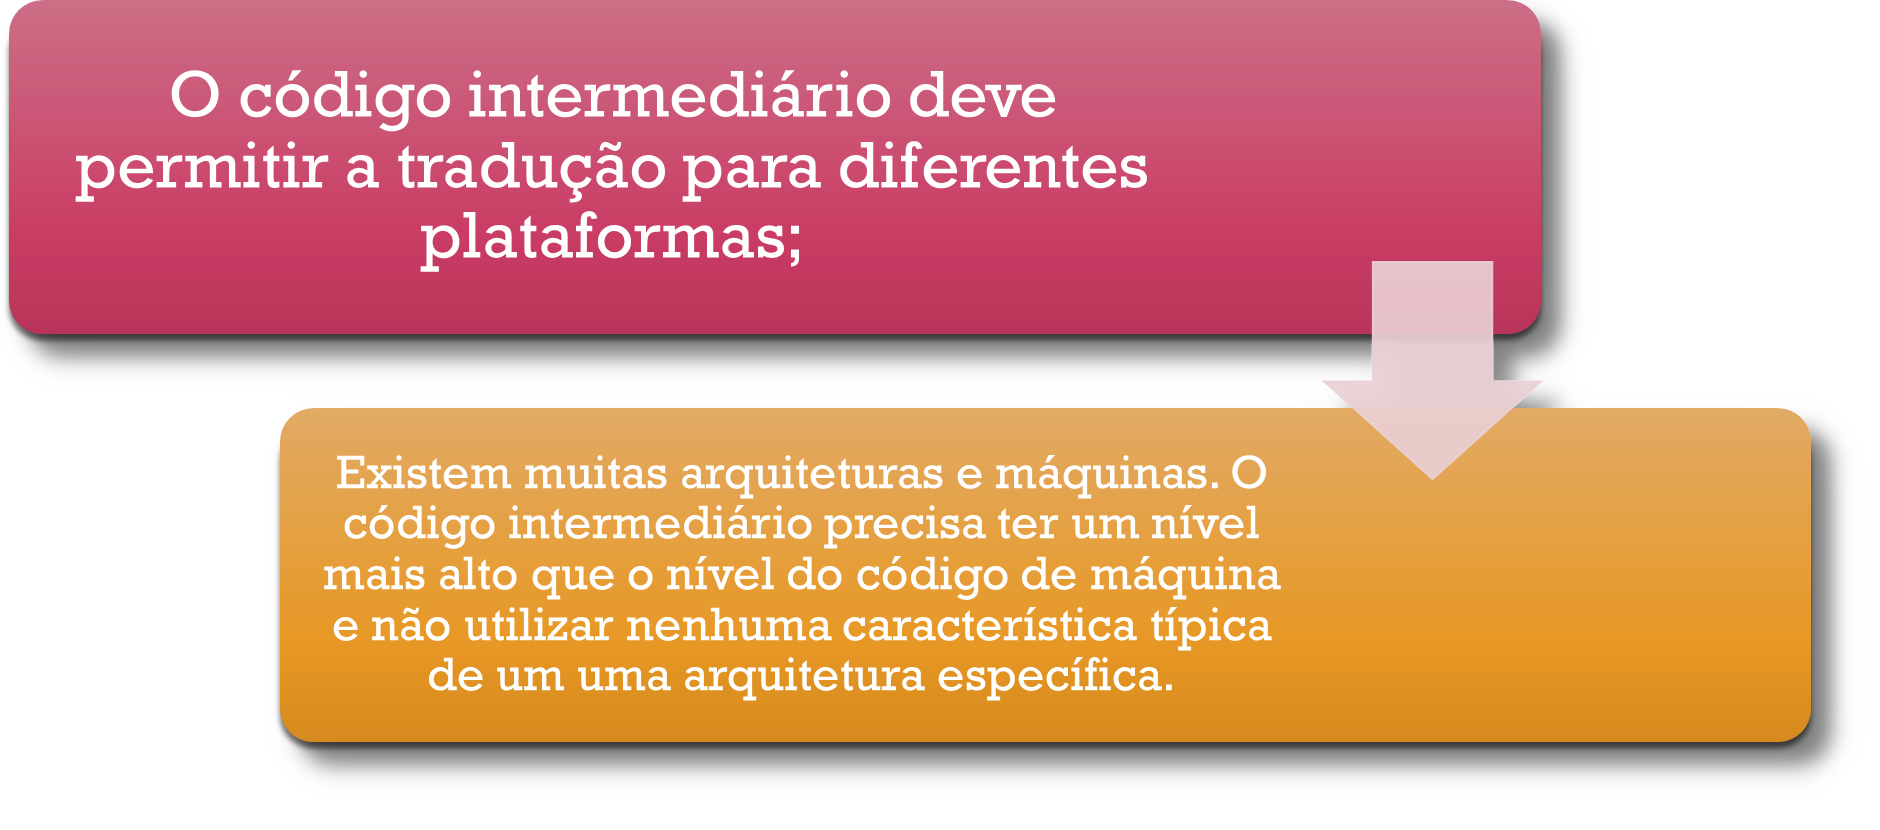 O código intermediário deve
permitir a tradução para diferentes
plataformas;
Existem muitas arquiteturas e máquinas. O
código intermediário precisa ter um nível
mais alto que o nível do código de máquina
e não utilizar nenhuma característica típica
de um uma arquitetura específica.